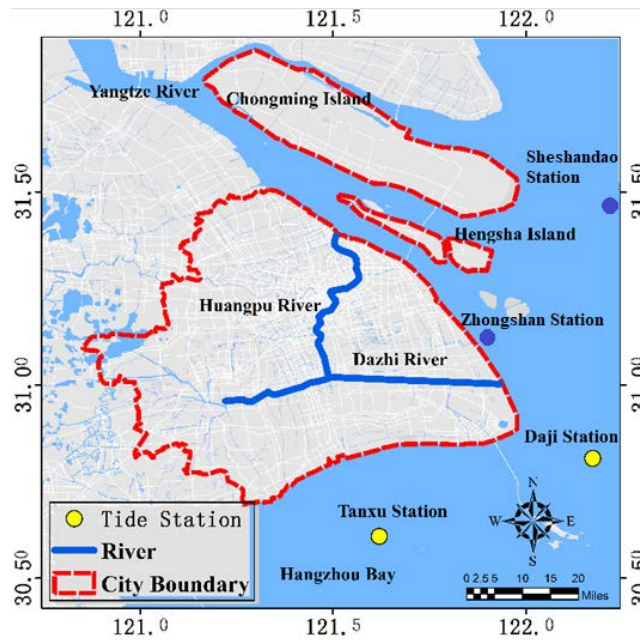 121.0 121.5 122.0
Yangtze River
Chongming Island
Sheshandao
Station
31.50
31.50
Hengsha Island
Huangpu River
Zhongshan Station
Dazhi River
31.00
31.00
Daji Station
Tanxu Station
N
W E
S
Tide Station
River
City Boundary
Hangzhou Bay
30.50
30.50
0 2.5 5 10 15 20
Miles
121.0 121.5 122.0